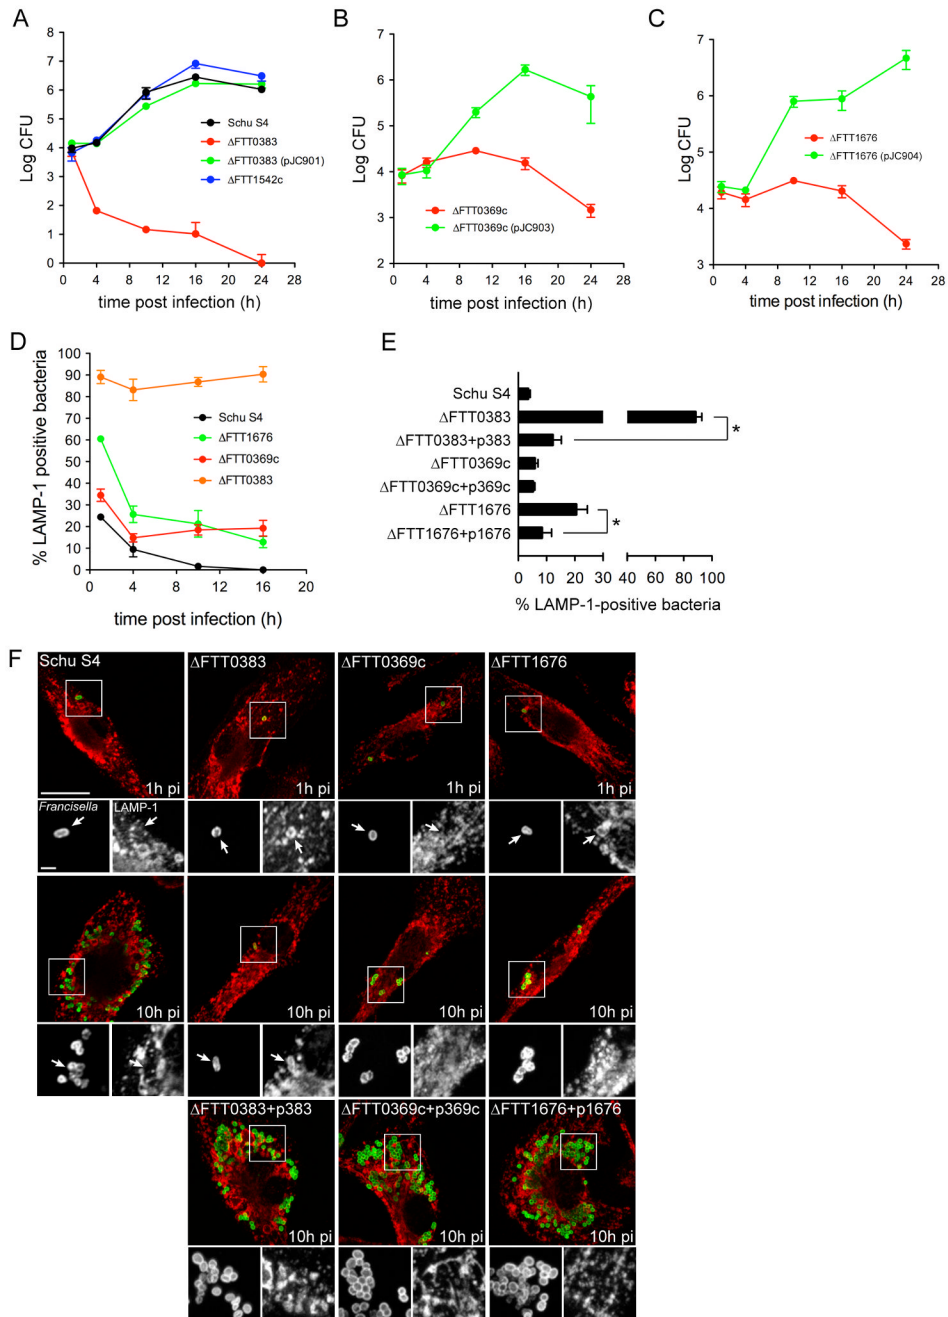 A
Log CFU
8
7
6
5
4
3
2
1
0
0 4 8 12 16 20 24 28
time post infection (h)
Schu S4
ΔFTT0383
ΔFTT0383 (pJC901)
ΔFTT1542c
B
Log CFU
7
6
5
4
3
2
0 4 8 12 16 20 24 28
time post infection (h)
ΔFTT0369c
ΔFTT0369c (pJC903)
C
Log CFU
7
6
5
4
3
0 4 8 12 16 20 24 28
time post infection (h)
ΔFTT1676
ΔFTT1676 (pJC904)
D
% LAMP-1 positive bacteria
100
90
80
70
60
50
40
30
20
10
0
0 4 8 12 16 20
time post infection (h)
Schu S4
ΔFTT1676
ΔFTT0369c
ΔFTT0383
E
Schu S4
ΔFTT0383
ΔFTT0383+p383
ΔFTT0369c
ΔFTT0369c+p369c
ΔFTT1676
ΔFTT1676+p1676
*
*
0 10 20 30 40 60 80 100
% LAMP-1-positive bacteria
F
Schu S4
ΔFTT0383
ΔFTT0369c
ΔFTT1676
1h pi
1h pi
1h pi
1h pi
Francisella
LAMP-1
10h pi
10h pi
10h pi
10h pi
ΔFTT0383+p383
ΔFTT0369c+p369c
ΔFTT1676+p1676
10h pi
10h pi
10h pi